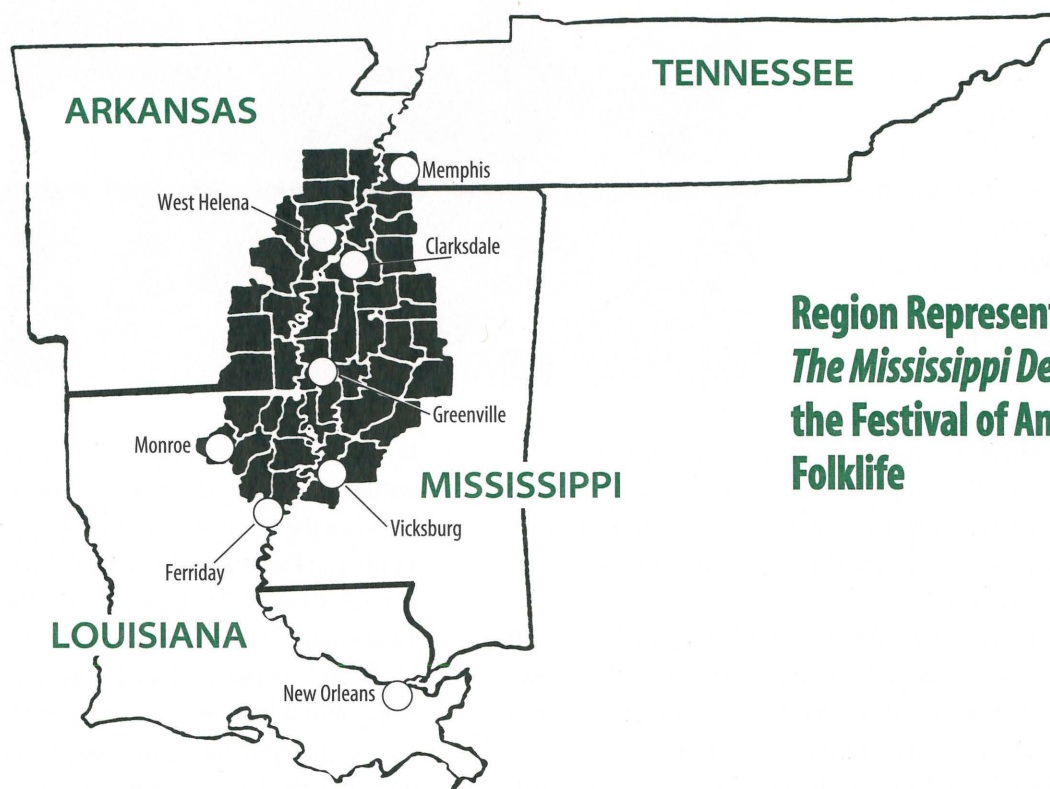 TENNESSEE
ARKANSAS
Memphis
West Helena
Clarksdale
Region Represent
The Mississippi De
the Festival of Am
Folklife
Greenville
Monroe
MISSISSIPPI
Vicksburg
Ferriday
LOUISIANA
New Orleans